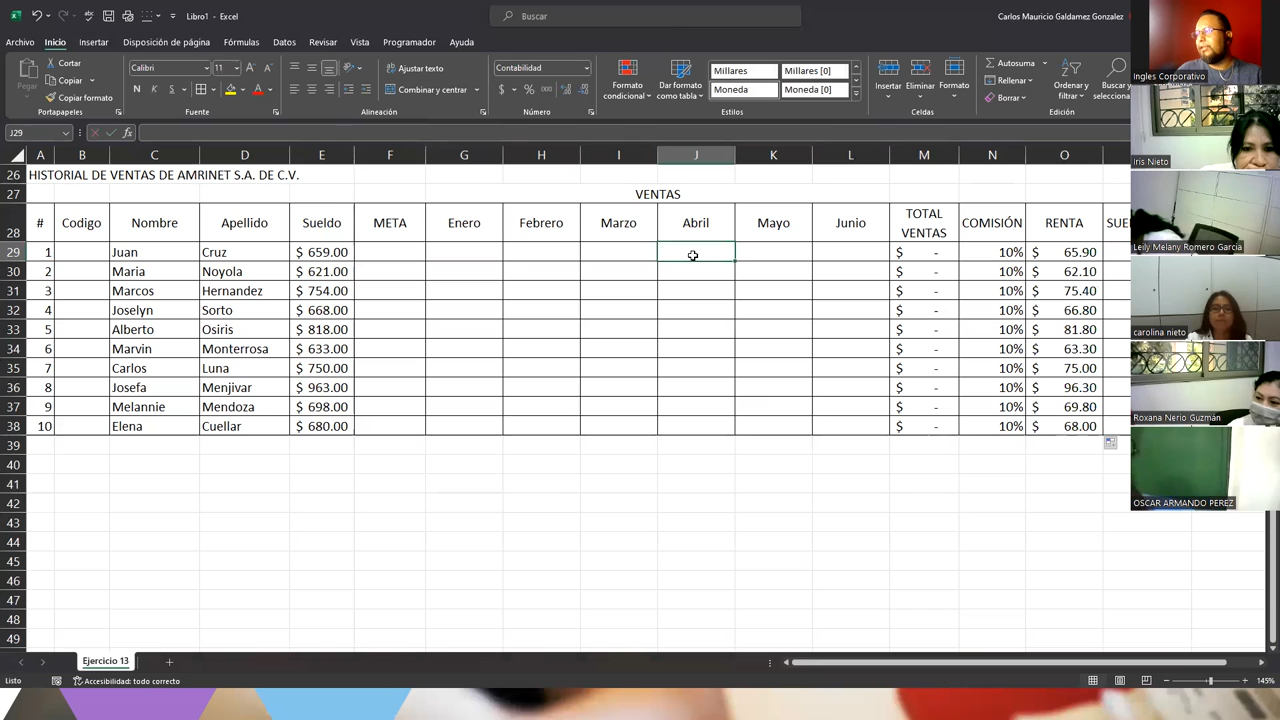 Libro1 - Excel
Buscar
Carlos Mauricio Galdamez Gonzalez
Archivo Inicio Insertar Disposición de página Fórmulas Datos Revisar Vista Programador Ayuda
Pegar
Cortar
Copiar
Copiar formato
Portapapeles
Calibri 11
N K S
Fuente
Ajustar texto
Combinar y centrar
Alineación
Contabilidad
Número
Formato condicional
Dar formato como tabla
Millares Millares [0]
Moneda Moneda [0]
Estilos
Insertar Eliminar Formato
Celdas
Autosuma
Rellenar
Borrar
Ordenar y filtrar
Edición
J29
A B C D E F G H I J K L M N O
26 HISTORIAL DE VENTAS DE AMRINET S.A. DE C.V.
27 VENTAS
28 # Codigo Nombre Apellido Sueldo META Enero Febrero Marzo Abril Mayo Junio TOTAL VENTAS COMISIÓN RENTA
29 1 Juan Cruz $ 659.00 $ - 10% $ 65.90
30 2 Maria Noyola $ 621.00 $ - 10% $ 62.10
31 3 Marcos Hernandez $ 754.00 $ - 10% $ 75.40
32 4 Joselyn Sorto $ 668.00 $ - 10% $ 66.80
33 5 Alberto Osiris $ 818.00 $ - 10% $ 81.80
34 6 Marvin Monterrosa $ 633.00 $ - 10% $ 63.30
35 7 Carlos Luna $ 750.00 $ - 10% $ 75.00
36 8 Josefa Menjivar $ 963.00 $ - 10% $ 96.30
37 9 Melannie Mendoza $ 698.00 $ - 10% $ 69.80
38 10 Elena Cuellar $ 680.00 $ - 10% $ 68.00
39
40
41
42
43
44
45
46
47
48
49
Ejercicio 13
Listo
Accesibilidad: todo correcto
145%
Ingles Corporativo
Iris Nieto
Leily Melany Romero García
carolina nieto
Roxana Nerio Guzmán
OSCAR ARMANDO PEREZ